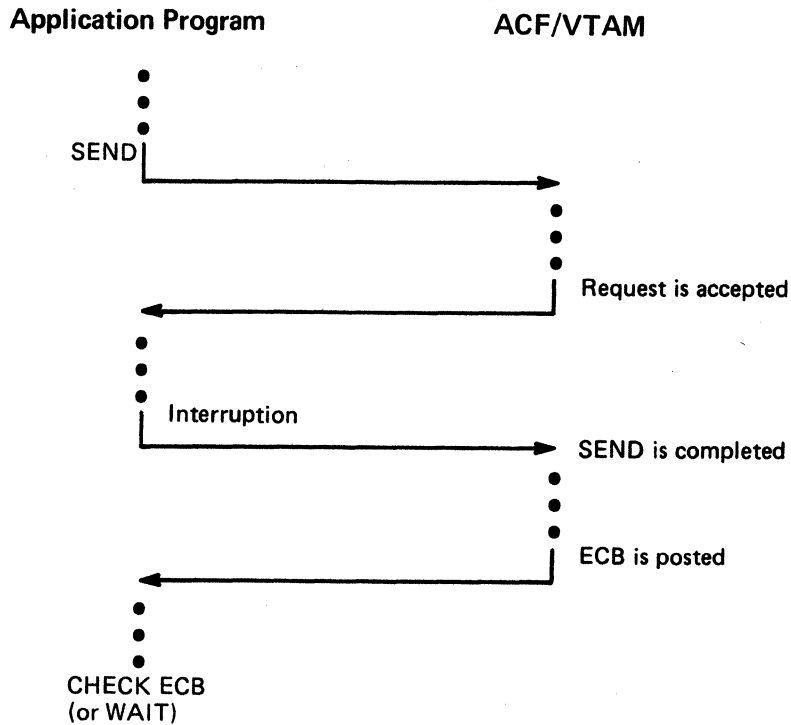 Application Program
ACF/VTAM
SEND
Request is accepted
Interruption
SEND is completed
ECB is posted
CHECK ECB
(or WAIT)